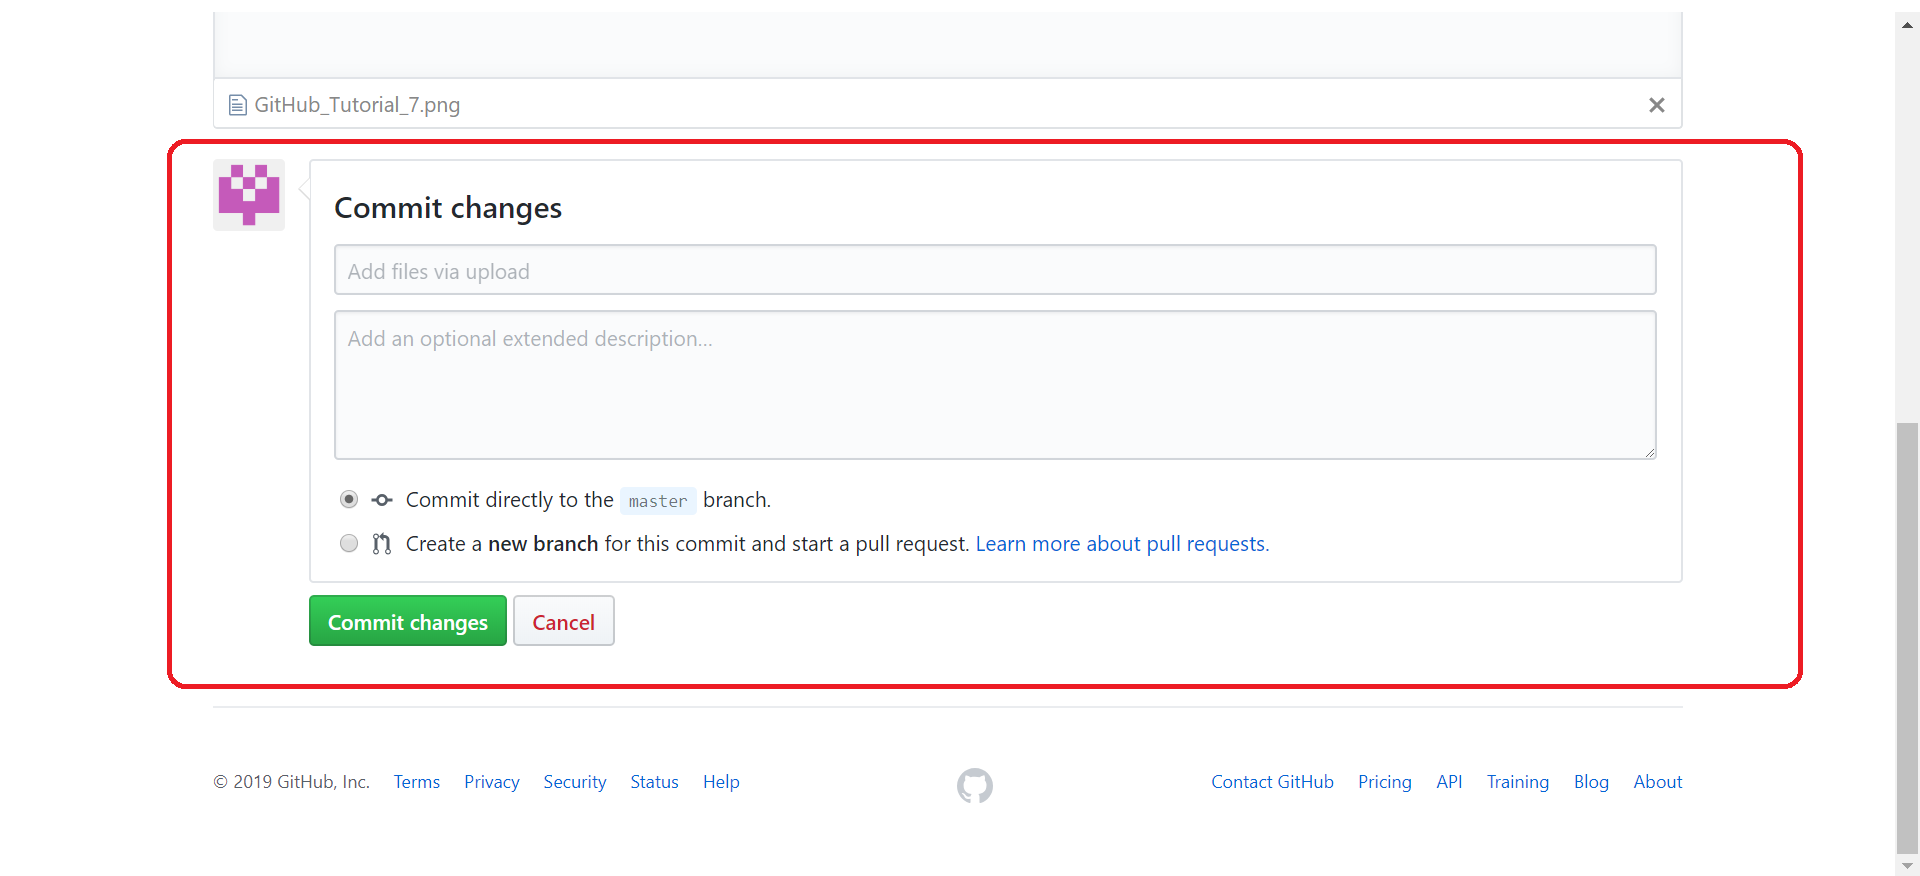 GitHub_Tutorial_7.png
Commit changes
Add files via upload
Add an optional extended description...
Commit directly to the master branch.
Create a new branch for this commit and start a pull request. Learn more about pull requests.
Commit changes Cancel
© 2019 GitHub, Inc. Terms Privacy Security Status Help Contact GitHub Pricing API Training Blog About